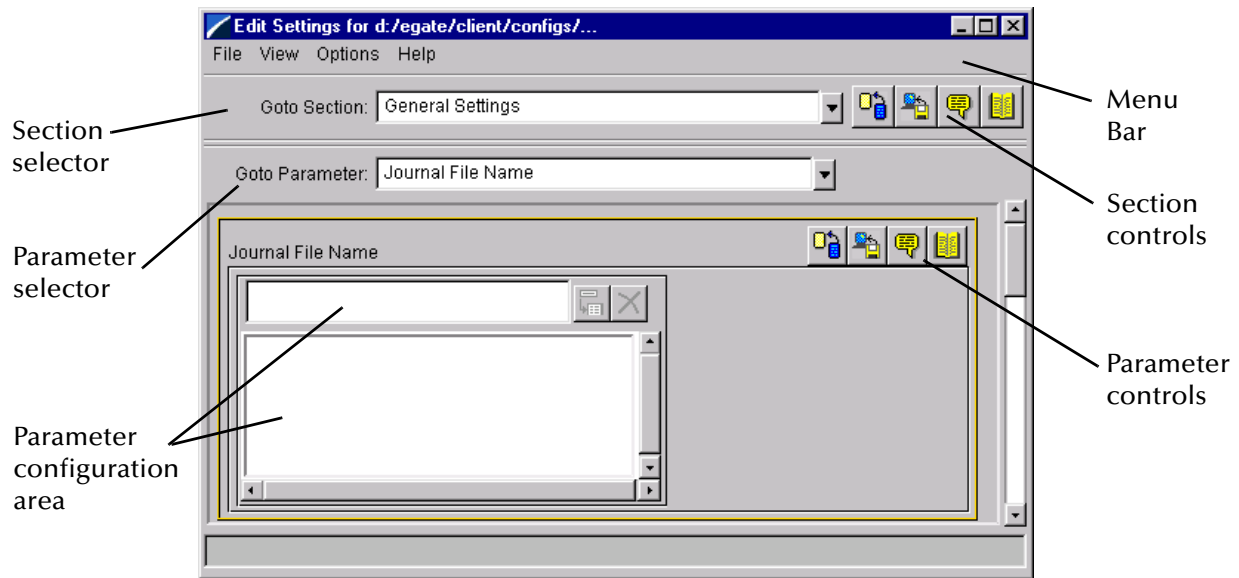 Edit Settings for d:/egate/client/configs/...
File View Options Help
Goto Section: General Settings
Menu
Bar
Section
selector
Goto Parameter: Journal File Name
Section
controls
Parameter
selector
Journal File Name
Parameter
controls
Parameter
configuration
area